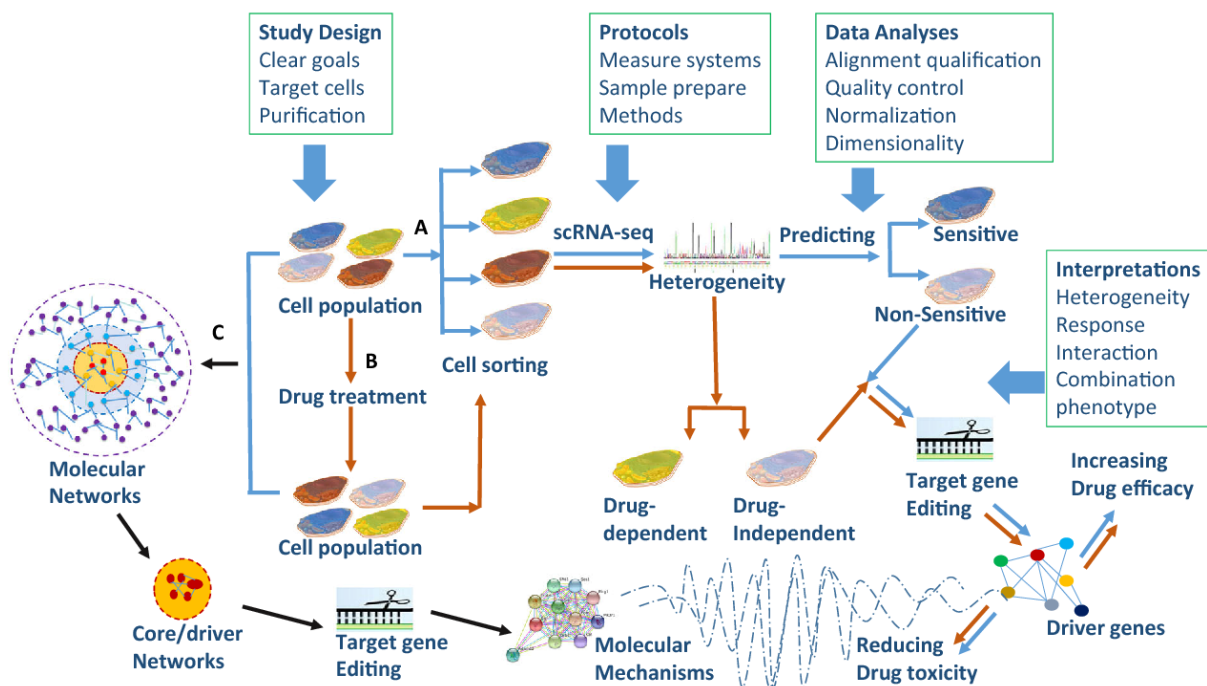 Study Design
Clear goals
Target cells
Purification
Protocols
Measure systems
Sample prepare
Methods
Data Analyses
Alignment qualification
Quality control
Normalization
Dimensionality
A
scRNA-seq
Predicting
Sensitive
Cell population
Heterogeneity
Non-Sensitive
Interpretations
Heterogeneity
Response
Interaction
Combination
phenotype
C
B
Cell sorting
Drug treatment
Molecular
Networks
Cell population
Drug-
dependent
Drug-
Independent
Target gene
Editing
Increasing
Drug efficacy
Core/driver
Networks
Target gene
Editing
Molecular
Mechanisms
Reducing
Drug toxicity
Driver genes